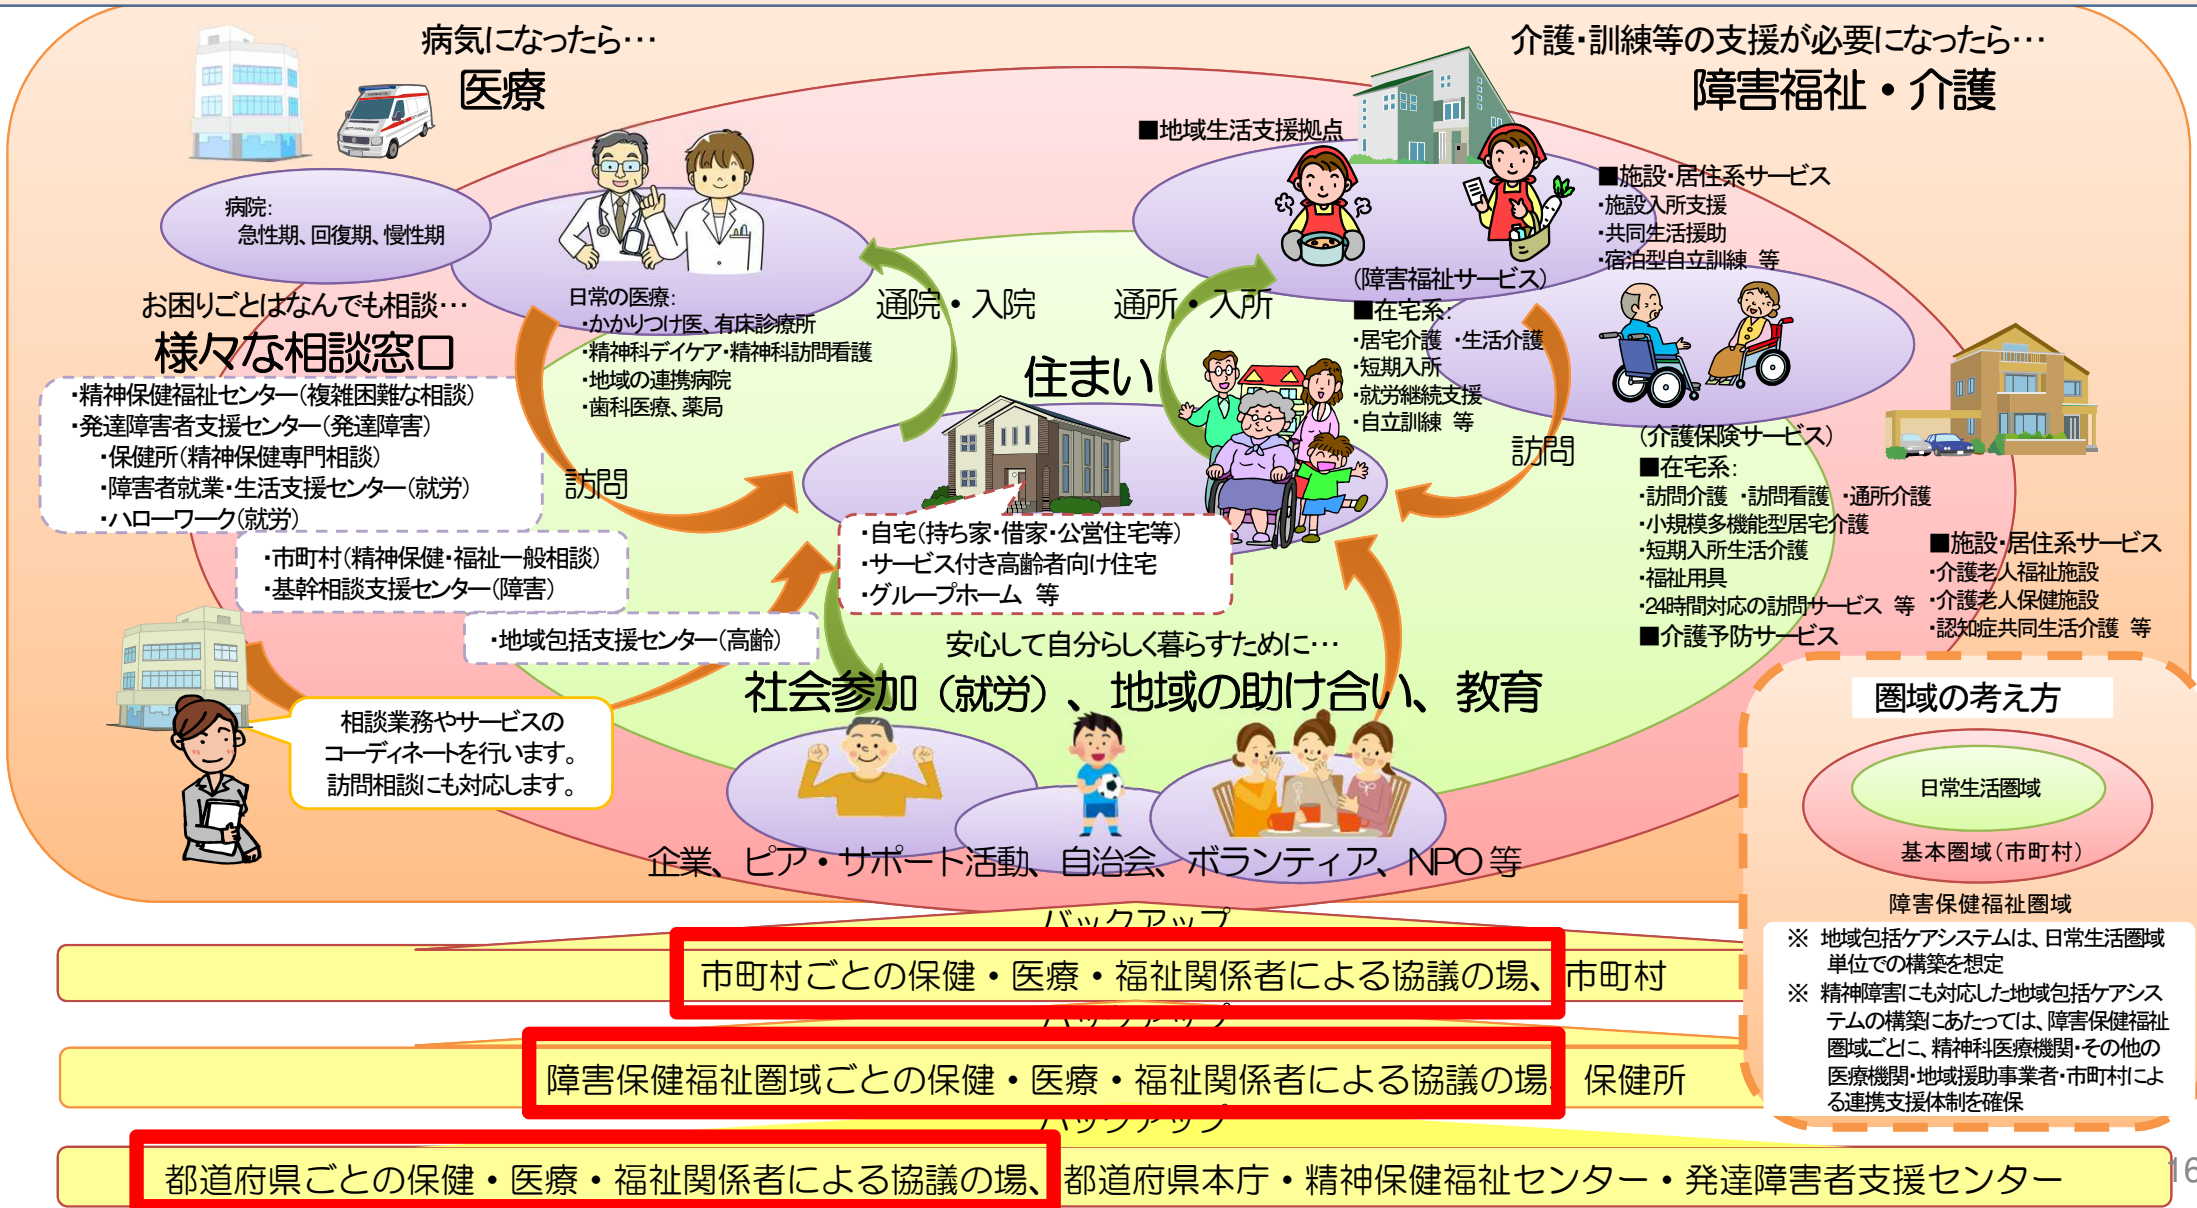 病気になったら…
医療
介護・訓練等の支援が必要になったら…
障害福祉・介護
病院:
急性期、回復期、慢性期
日常の医療:
・かかりつけ医、有床診療所
・精神科デイケア・精神科訪問看護
・地域の連携病院
・歯科医療、薬局
■地域生活支援拠点
■施設・居住系サービス
・施設入所支援
・共同生活援助
・宿泊型自立訓練 等
(障害福祉サービス)
■在宅系:
・居宅介護 ・生活介護
・短期入所
・就労継続支援
・自立訓練 等
お困りごとはなんでも相談…
様々な相談窓口
・精神保健福祉センター(複雑困難な相談)
・発達障害者支援センター(発達障害)
・保健所(精神保健専門相談)
・障害者就業・生活支援センター(就労)
・ハローワーク(就労)
・市町村(精神保健・福祉一般相談)
・基幹相談支援センター(障害)
・地域包括支援センター(高齢)
通院・入院
通所・入所
住まい
訪問
訪問
・自宅(持ち家・借家・公営住宅等)
・サービス付き高齢者向け住宅
・グループホーム 等
(介護保険サービス)
■在宅系:
・訪問介護 ・訪問看護 ・通所介護
・小規模多機能型居宅介護
・短期入所生活介護
・福祉用具
・24時間対応の訪問サービス 等
■介護予防サービス
■施設・居住系サービス
・介護老人福祉施設
・介護老人保健施設
・認知症共同生活介護 等
安心して自分らしく暮らすために…
社会参加(就労)、地域の助け合い、教育
相談業務やサービスの
コーディネートを行います。
訪問相談にも対応します。
企業、ピア・サポート活動、自治会、ボランティア、NPO等
圏域の考え方
日常生活圏域
基本圏域(市町村)
障害保健福祉圏域
※ 地域包括ケアシステムは、日常生活圏域
単位での構築を想定
※ 精神障害にも対応した地域包括ケアシス
テムの構築にあたっては、障害保健福祉
圏域ごとに、精神科医療機関・その他の
医療機関・地域援助事業者・市町村によ
る連携支援体制を確保
バックアップ
市町村ごとの保健・医療・福祉関係者による協議の場、市町村
バックアップ
障害保健福祉圏域ごとの保健・医療・福祉関係者による協議の場、保健所
バックアップ
都道府県ごとの保健・医療・福祉関係者による協議の場、都道府県本庁・精神保健福祉センター・発達障害者支援センター
16